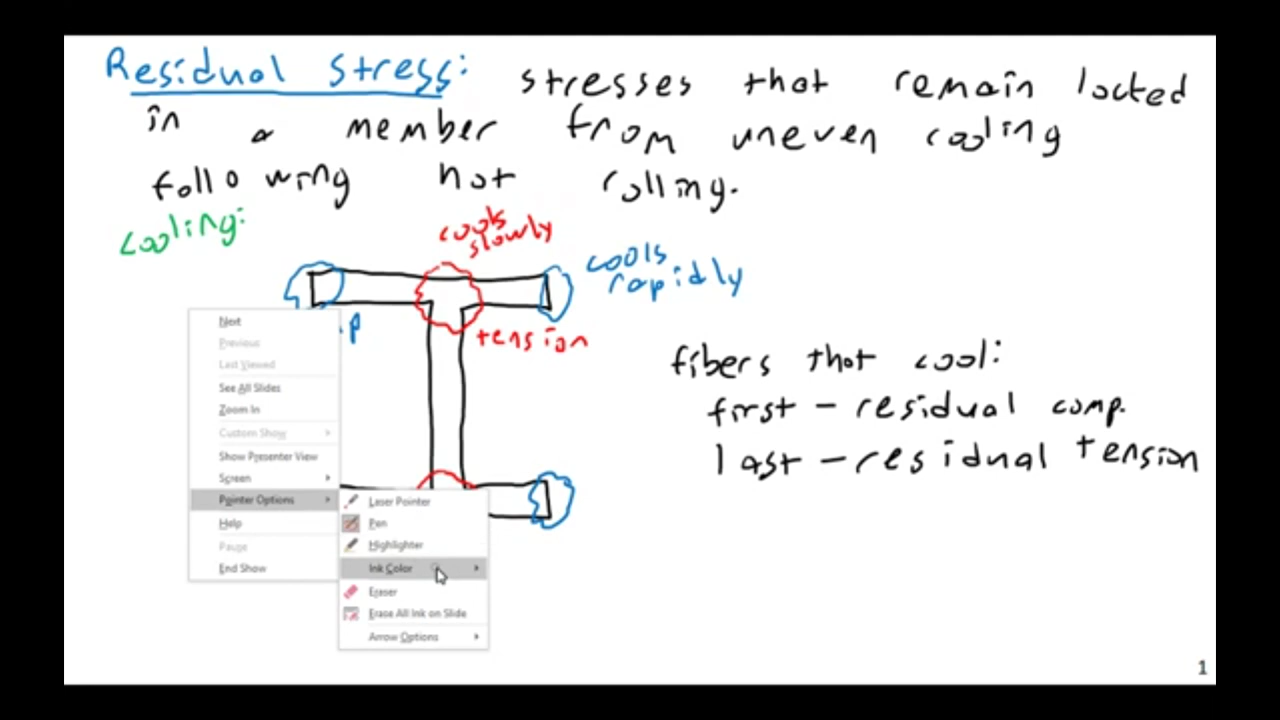 Residual stress: stresses that remain locked
in a member from uneven cooling
following hot rolling.
cooling:
cools
slowly
cools
rapidly
tension
fibers that cool:
first - residual comp.
last - residual tension
Next
Previous
Last Viewed
See All Slides
Zoom In
Custom Show
Show Presenter View
Screen
Pointer Options
Help
Pause
End Show
Laser Pointer
Pen
Highlighter
Ink Color
Eraser
Erase All Ink on Slide
Arrow Options
1